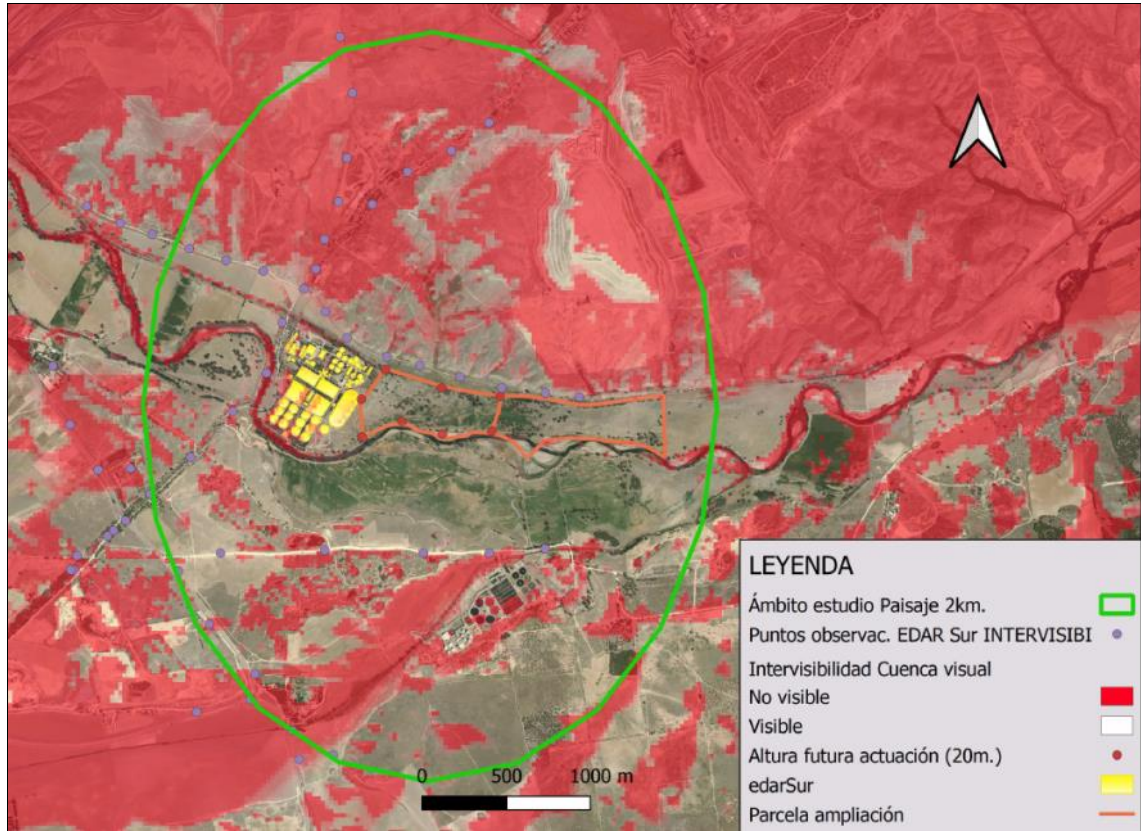 0 500 1000 m
LEYENDA
Ámbito estudio Paisaje 2km.
Puntos observac. EDAR Sur INTERVISIBI
Intervisibilidad Cuenca visual
No visible
Visible
Altura futura actuación (20m.)
edarSur
Parcela ampliación